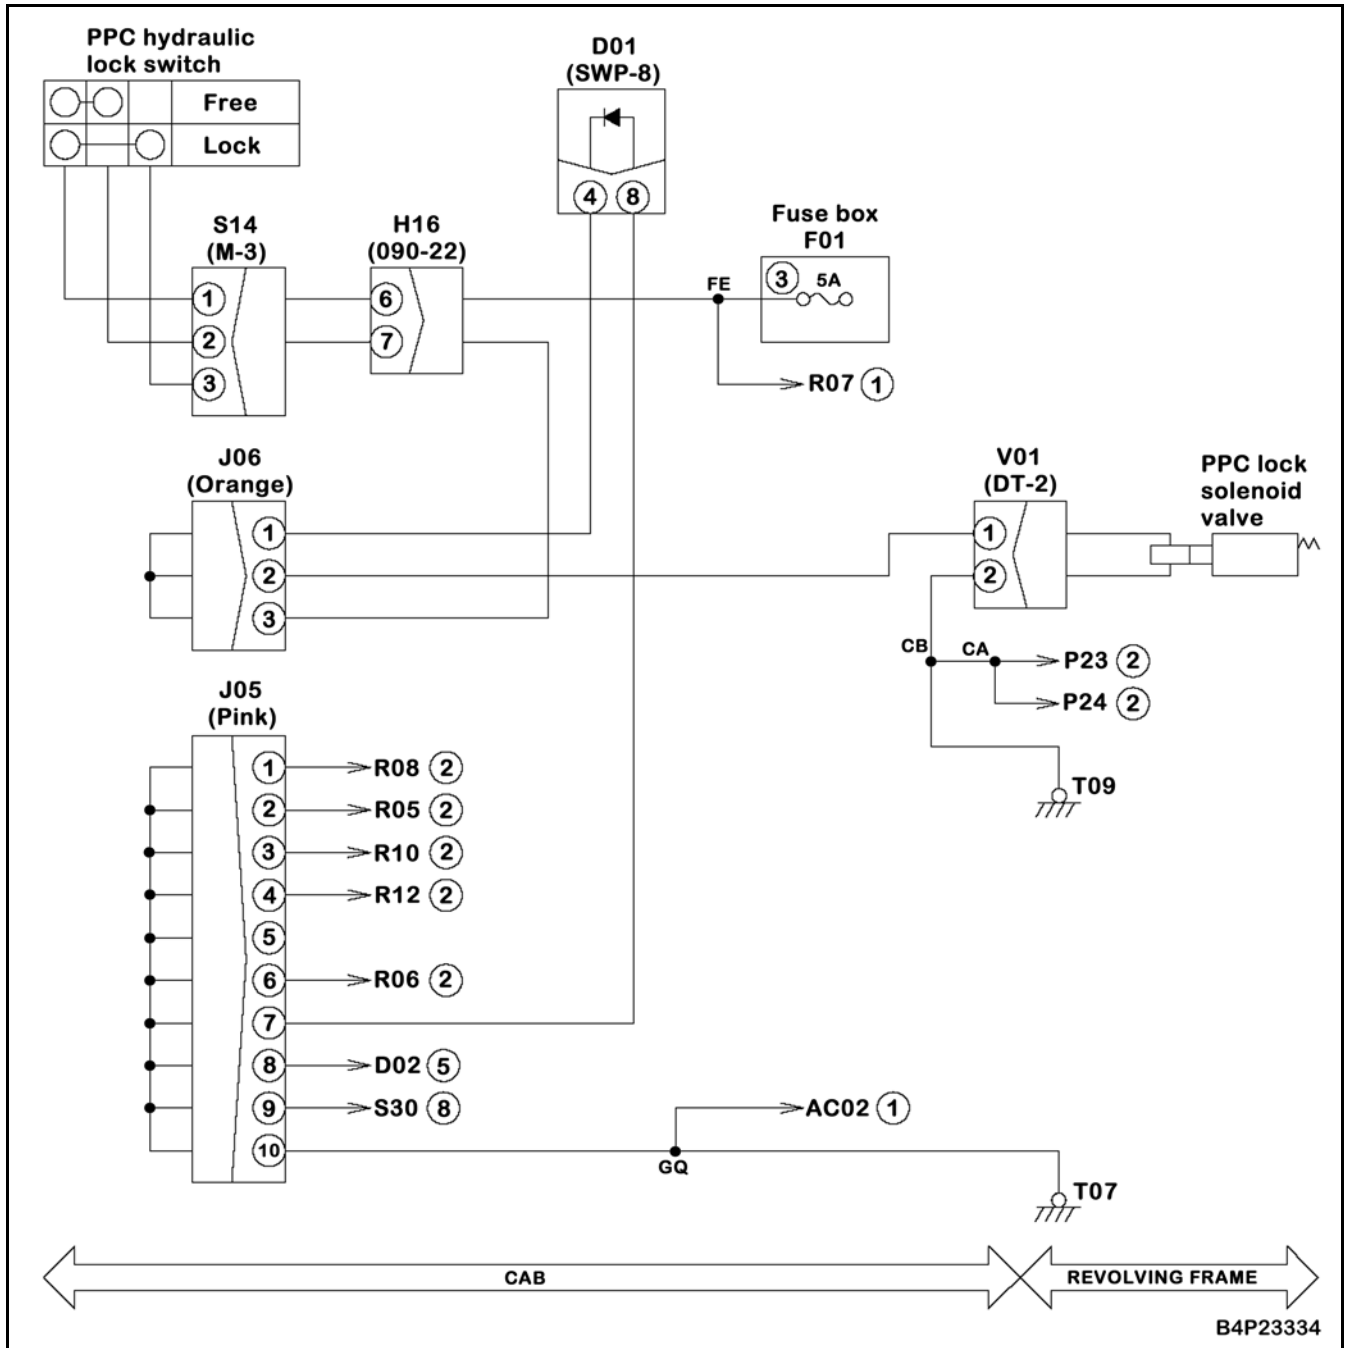 PPC hydraulic
lock switch
Free
Lock
D01
(SWP-8)
4 8
S14
(M-3)
1
2
3
H16
(090-22)
6
7
Fuse box
F01
3 5A
FE
R07 1
J06
(Orange)
1
2
3
V01
(DT-2)
1
2
PPC lock
solenoid
valve
CB CA
P23 2
P24 2
T09
J05
(Pink)
1 R08 2
2 R05 2
3 R10 2
4 R12 2
5
6 R06 2
7
8 D02 5
9 S30 8
10
AC02 1
GQ
T07
CAB
REVOLVING FRAME
B4P23334